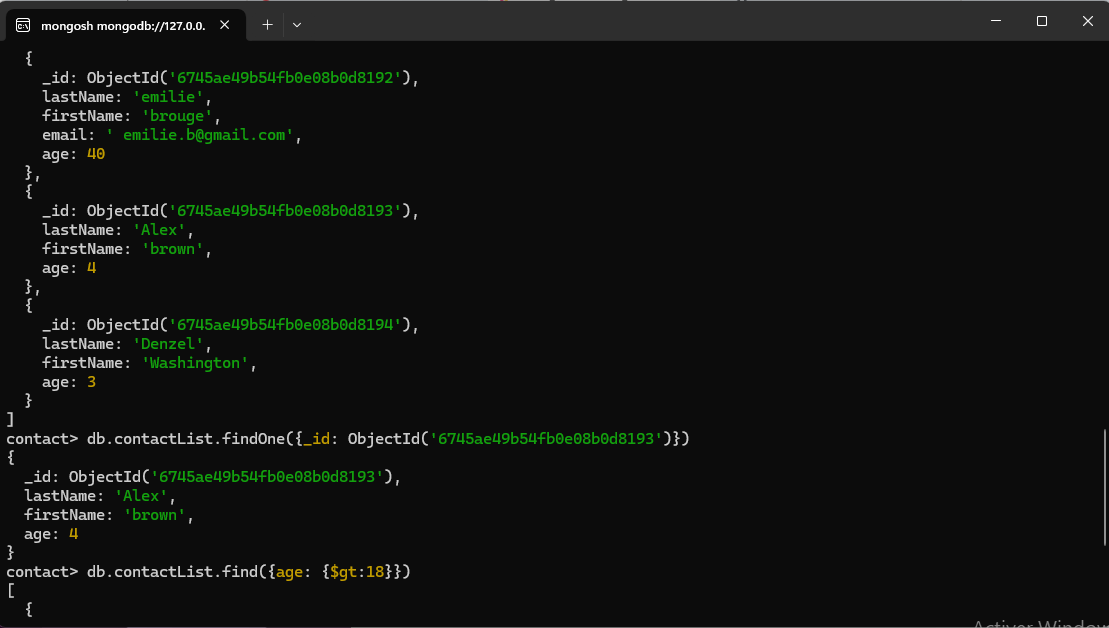 mongosh mongodb://127.0.0.
{
_id: ObjectId('6745ae49b54fb0e08b0d8192'),
lastName: 'emilie',
firstName: 'brouge',
email: ' emilie.b@gmail.com',
age: 40
},
{
_id: ObjectId('6745ae49b54fb0e08b0d8193'),
lastName: 'Alex',
firstName: 'brown',
age: 4
},
{
_id: ObjectId('6745ae49b54fb0e08b0d8194'),
lastName: 'Denzel',
firstName: 'Washington',
age: 3
}
]
contact> db.contactList.findOne({_id: ObjectId('6745ae49b54fb0e08b0d8193')})
{
_id: ObjectId('6745ae49b54fb0e08b0d8193'),
lastName: 'Alex',
firstName: 'brown',
age: 4
}
contact> db.contactList.find({age: {$gt:18}})
[
{
Activer Window